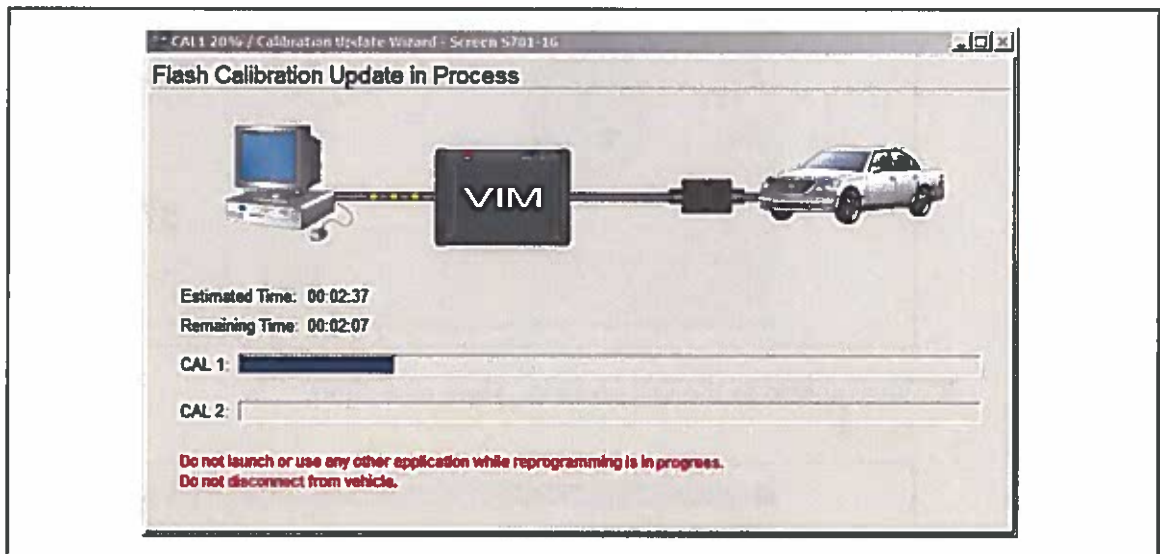 CAL1 20% / Calibration Update Wizard - Screen S701-16
Flash Calibration Update in Process
VIM
Estimated Time: 00:02:37
Remaining Time: 00:02:07
CAL 1:
CAL 2:
Do not launch or use any other application while reprogramming is in progress.
Do not disconnect from vehicle.